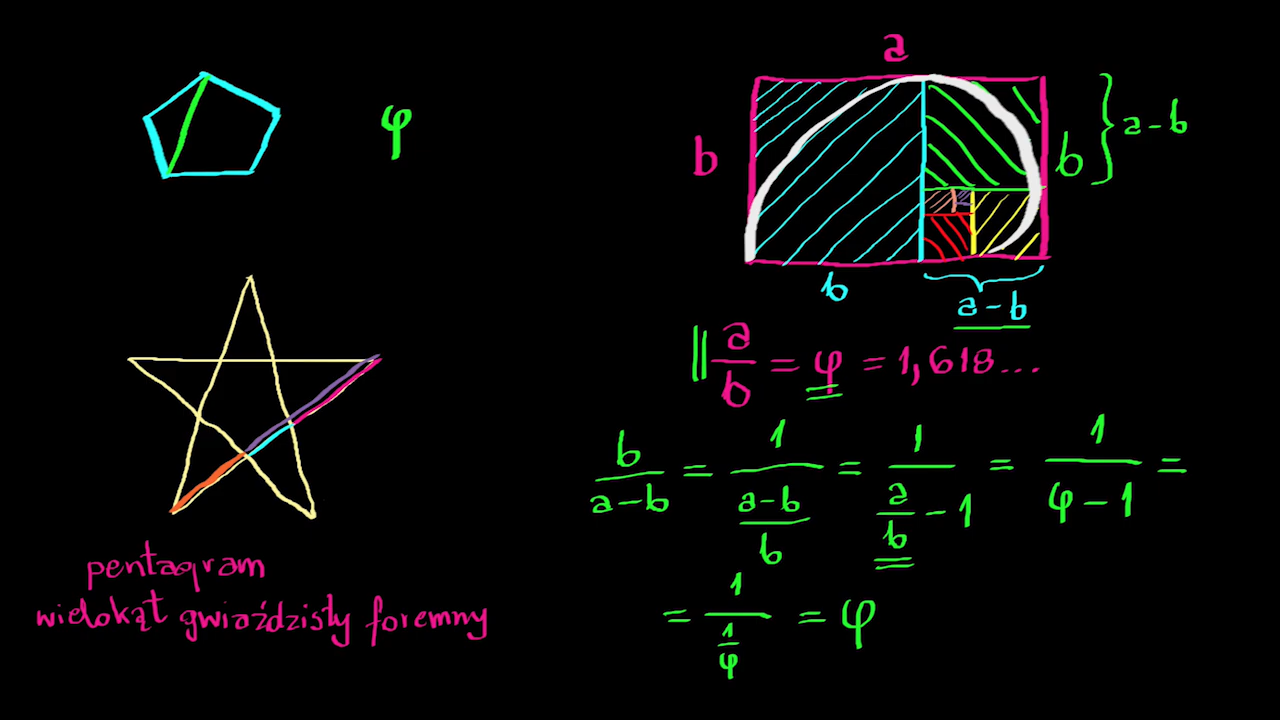 φ
pentagram
wielokąt gwiaździsty foremny
a
b
b
} a-b
b
a-b
|| a/b = φ = 1,618...
b/(a-b) = 1/((a-b)/b) = 1/(a/b - 1) = 1/(φ-1) =
= 1/(1/φ) = φ